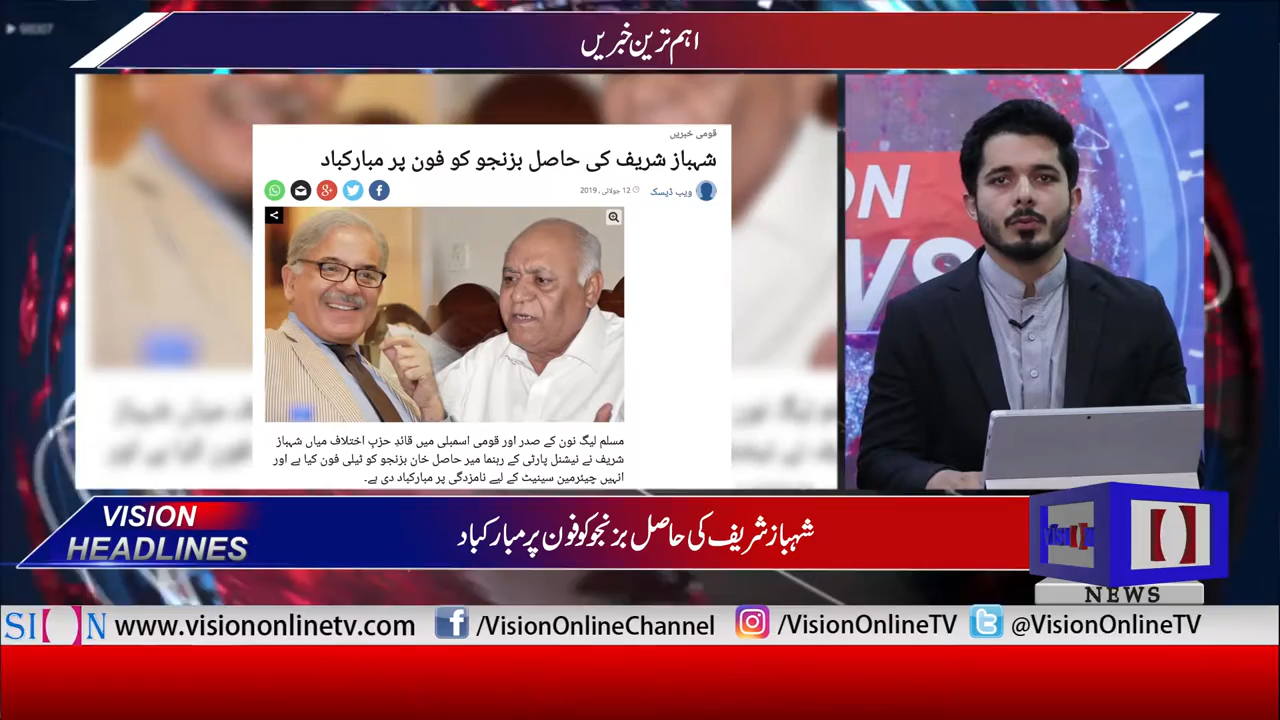 اہم ترین خبریں
قومی خبریں
شہباز شریف کی حاصل بزنجو کو فون پر مبارکباد
ویب ڈیسک
12 جولائی ، 2019
مسلم لیگ نون کے صدر اور قومی اسمبلی میں قائدِ حزبِ اختلاف میاں شہباز
شریف نے نیشنل پارٹی کے رہنما میر حاصل خان بزنجو کو ٹیلی فون کیا ہے اور
انہیں چیئرمین سینیٹ کے لیے نامزدگی پر مبارکباد دی ہے۔
ON
VISION
HEADLINES
شہباز شریف کی حاصل بزنجو کو فون پر مبارکباد
VISION
NEWS
SION
www.visiononlinetv.com
/VisionOnlineChannel
/VisionOnlineTV
@VisionOnlineTV